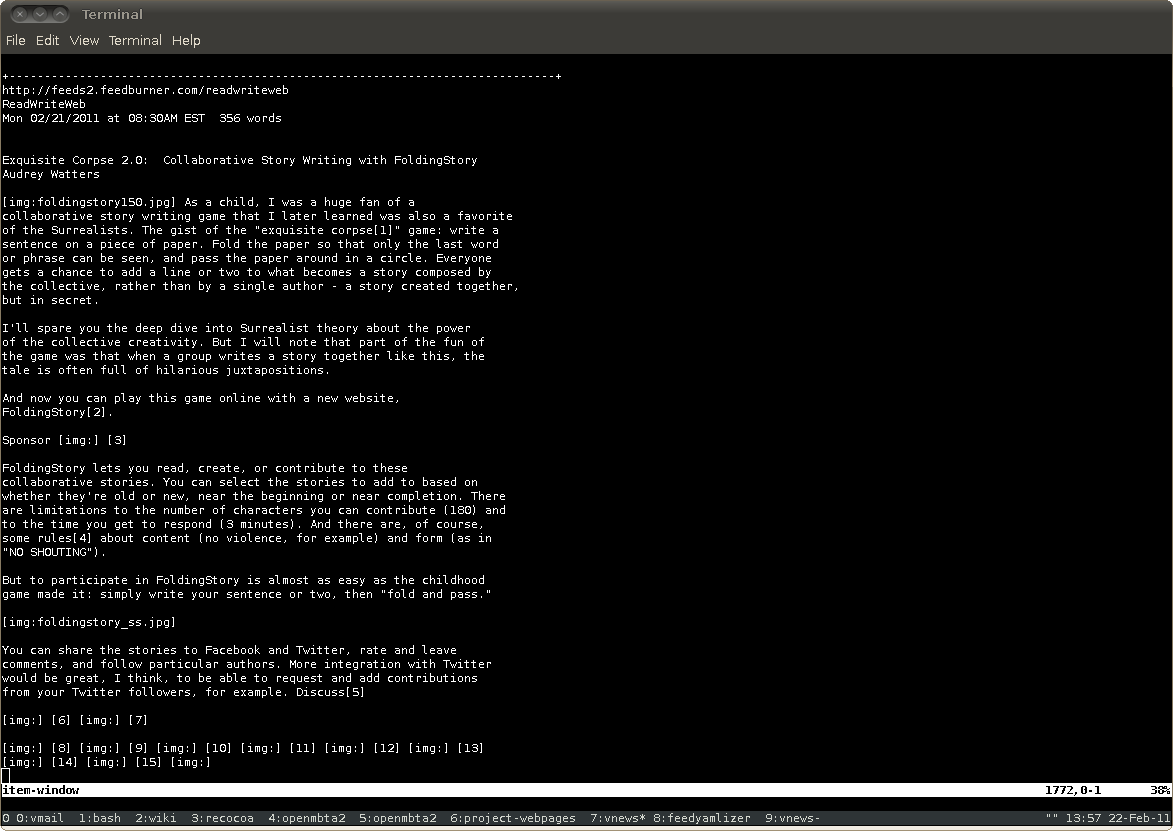 Terminal
File Edit View Terminal Help
+------------------------------------------------------------------------------+
http://feeds2.feedburner.com/readwriteweb
ReadWriteWeb
Mon 02/21/2011 at 08:30AM EST  356 words
Exquisite Corpse 2.0:  Collaborative Story Writing with FoldingStory
Audrey Watters
[img:foldingstory150.jpg] As a child, I was a huge fan of a
collaborative story writing game that I later learned was also a favorite
of the Surrealists. The gist of the "exquisite corpse[1]" game: write a
sentence on a piece of paper. Fold the paper so that only the last word
or phrase can be seen, and pass the paper around in a circle. Everyone
gets a chance to add a line or two to what becomes a story composed by
the collective, rather than by a single author - a story created together,
but in secret.
I'll spare you the deep dive into Surrealist theory about the power
of the collective creativity. But I will note that part of the fun of
the game was that when a group writes a story together like this, the
tale is often full of hilarious juxtapositions.
And now you can play this game online with a new website,
FoldingStory[2].
Sponsor [img:] [3]
FoldingStory lets you read, create, or contribute to these
collaborative stories. You can select the stories to add to based on
whether they're old or new, near the beginning or near completion. There
are limitations to the number of characters you can contribute (180) and
to the time you get to respond (3 minutes). And there are, of course,
some rules[4] about content (no violence, for example) and form (as in
"NO SHOUTING").
But to participate in FoldingStory is almost as easy as the childhood
game made it: simply write your sentence or two, then "fold and pass."
[img:foldingstory_ss.jpg]
You can share the stories to Facebook and Twitter, rate and leave
comments, and follow particular authors. More integration with Twitter
would be great, I think, to be able to request and add contributions
from your Twitter followers, for example. Discuss[5]
[img:] [6] [img:] [7]
[img:] [8] [img:] [9] [img:] [10] [img:] [11] [img:] [12] [img:] [13]
[img:] [14] [img:] [15] [img:]
item-window 1772,0-1 38%
0 0:vmail  1:bash  2:wiki  3:recocoa  4:openmbta2  5:openmbta2  6:project-webpages  7:vnews* 8:feedyamlizer  9:vnews- "" 13:57 22-Feb-11